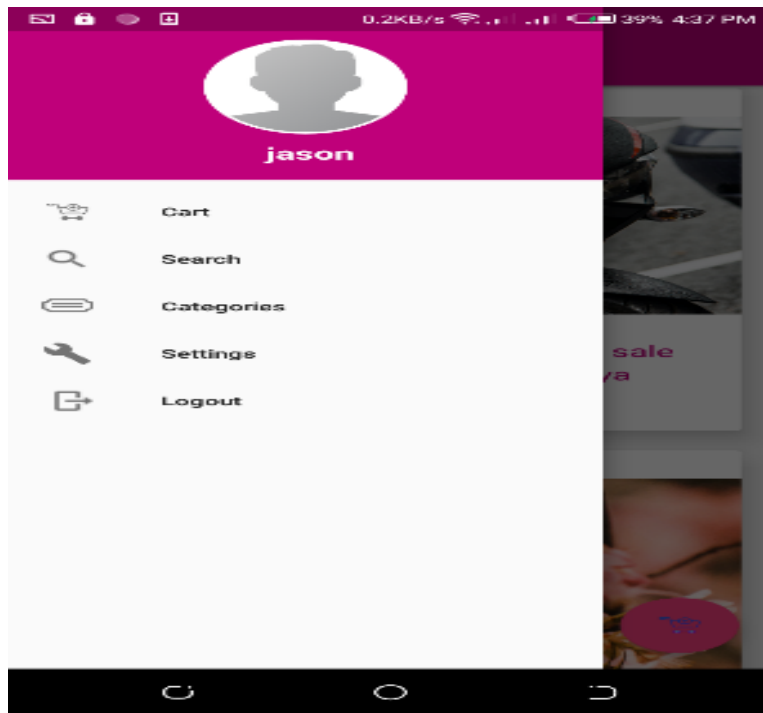 0.2KB/s 39% 4:37 PM
jason
Cart
Search
Categories
Settings
Logout
sale
ya